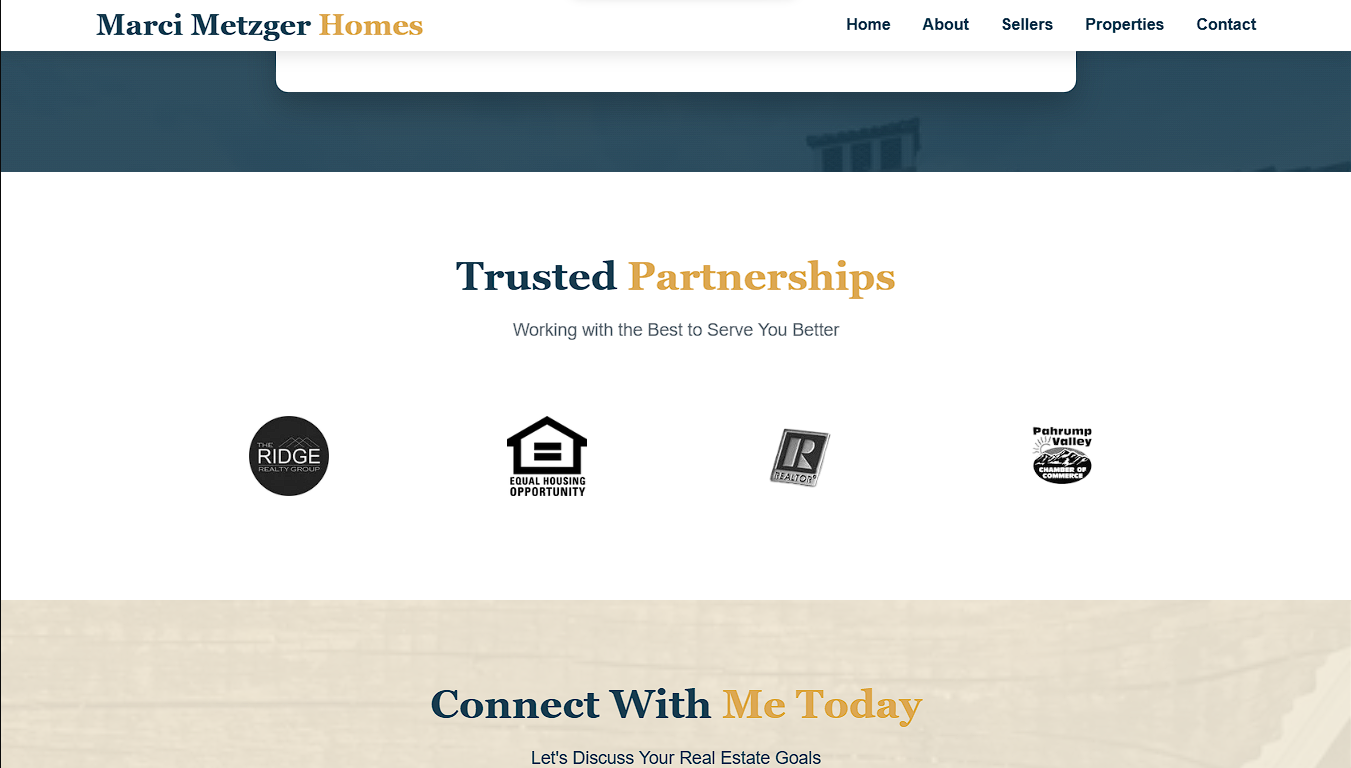 Marci Metzger Homes
Home
About
Sellers
Properties
Contact
Trusted Partnerships
Working with the Best to Serve You Better
THE
RIDGE
REALTY GROUP
EQUAL HOUSING
OPPORTUNITY
R
REALTOR®
Pahrump
Valley
CHAMBER OF
COMMERCE
Connect With Me Today
Let's Discuss Your Real Estate Goals